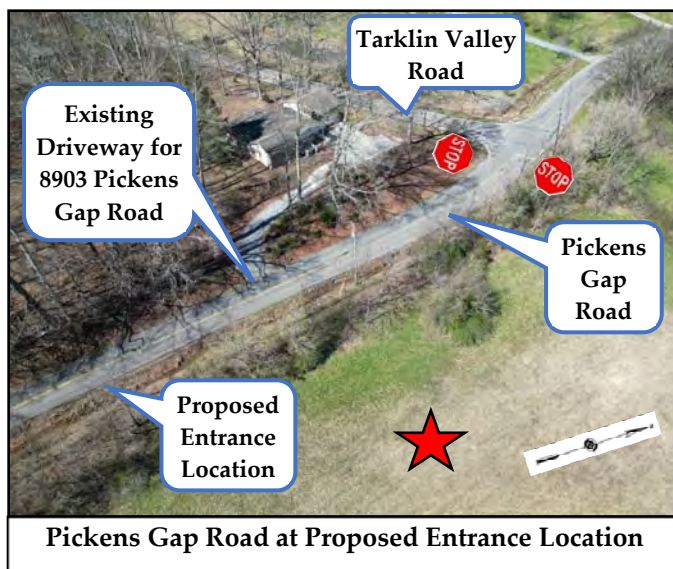 Tarklin Valley
Road
Existing
Driveway for
8903 Pickens
Gap Road
STOP
STOP
Pickens
Gap
Road
Proposed
Entrance
Location
Pickens Gap Road at Proposed Entrance Location